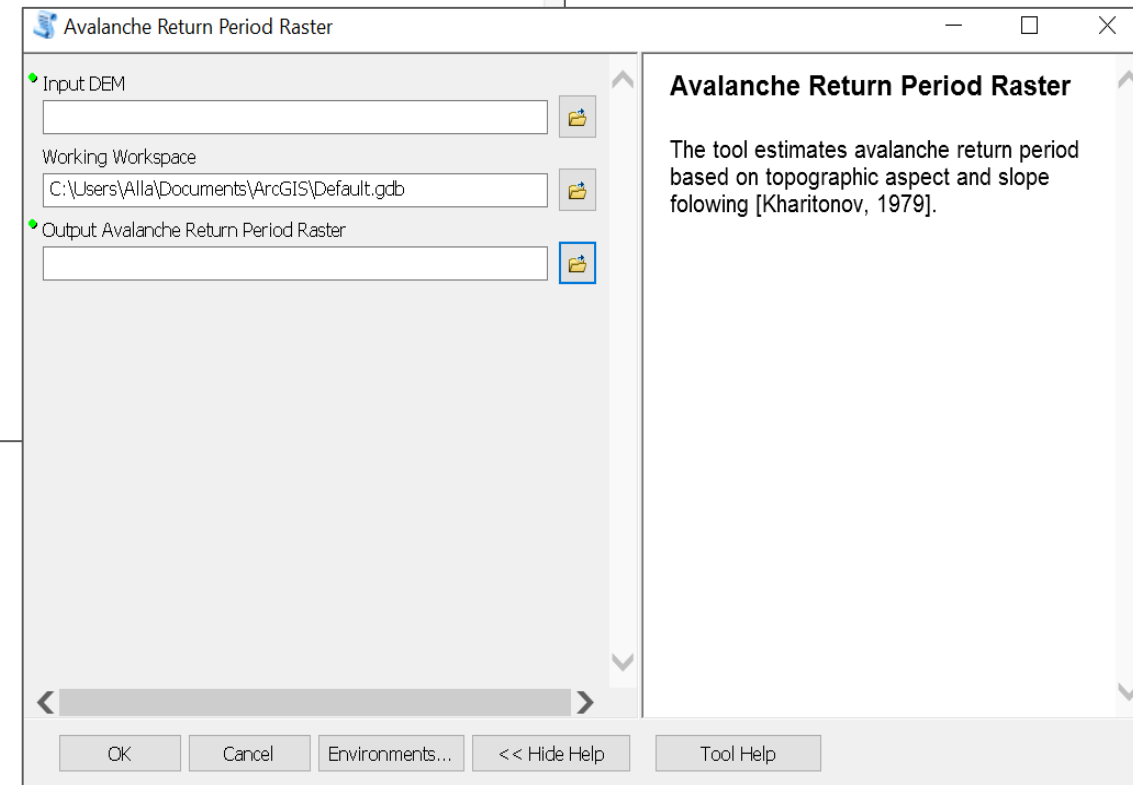 Avalanche Return Period Raster
Input DEM
Working Workspace
C:\Users\Alla\Documents\ArcGIS\Default.gdb
Output Avalanche Return Period Raster
Avalanche Return Period Raster
The tool estimates avalanche return period
based on topographic aspect and slope
folowing [Kharitonov, 1979].
OK
Cancel
Environments...
<< Hide Help
Tool Help